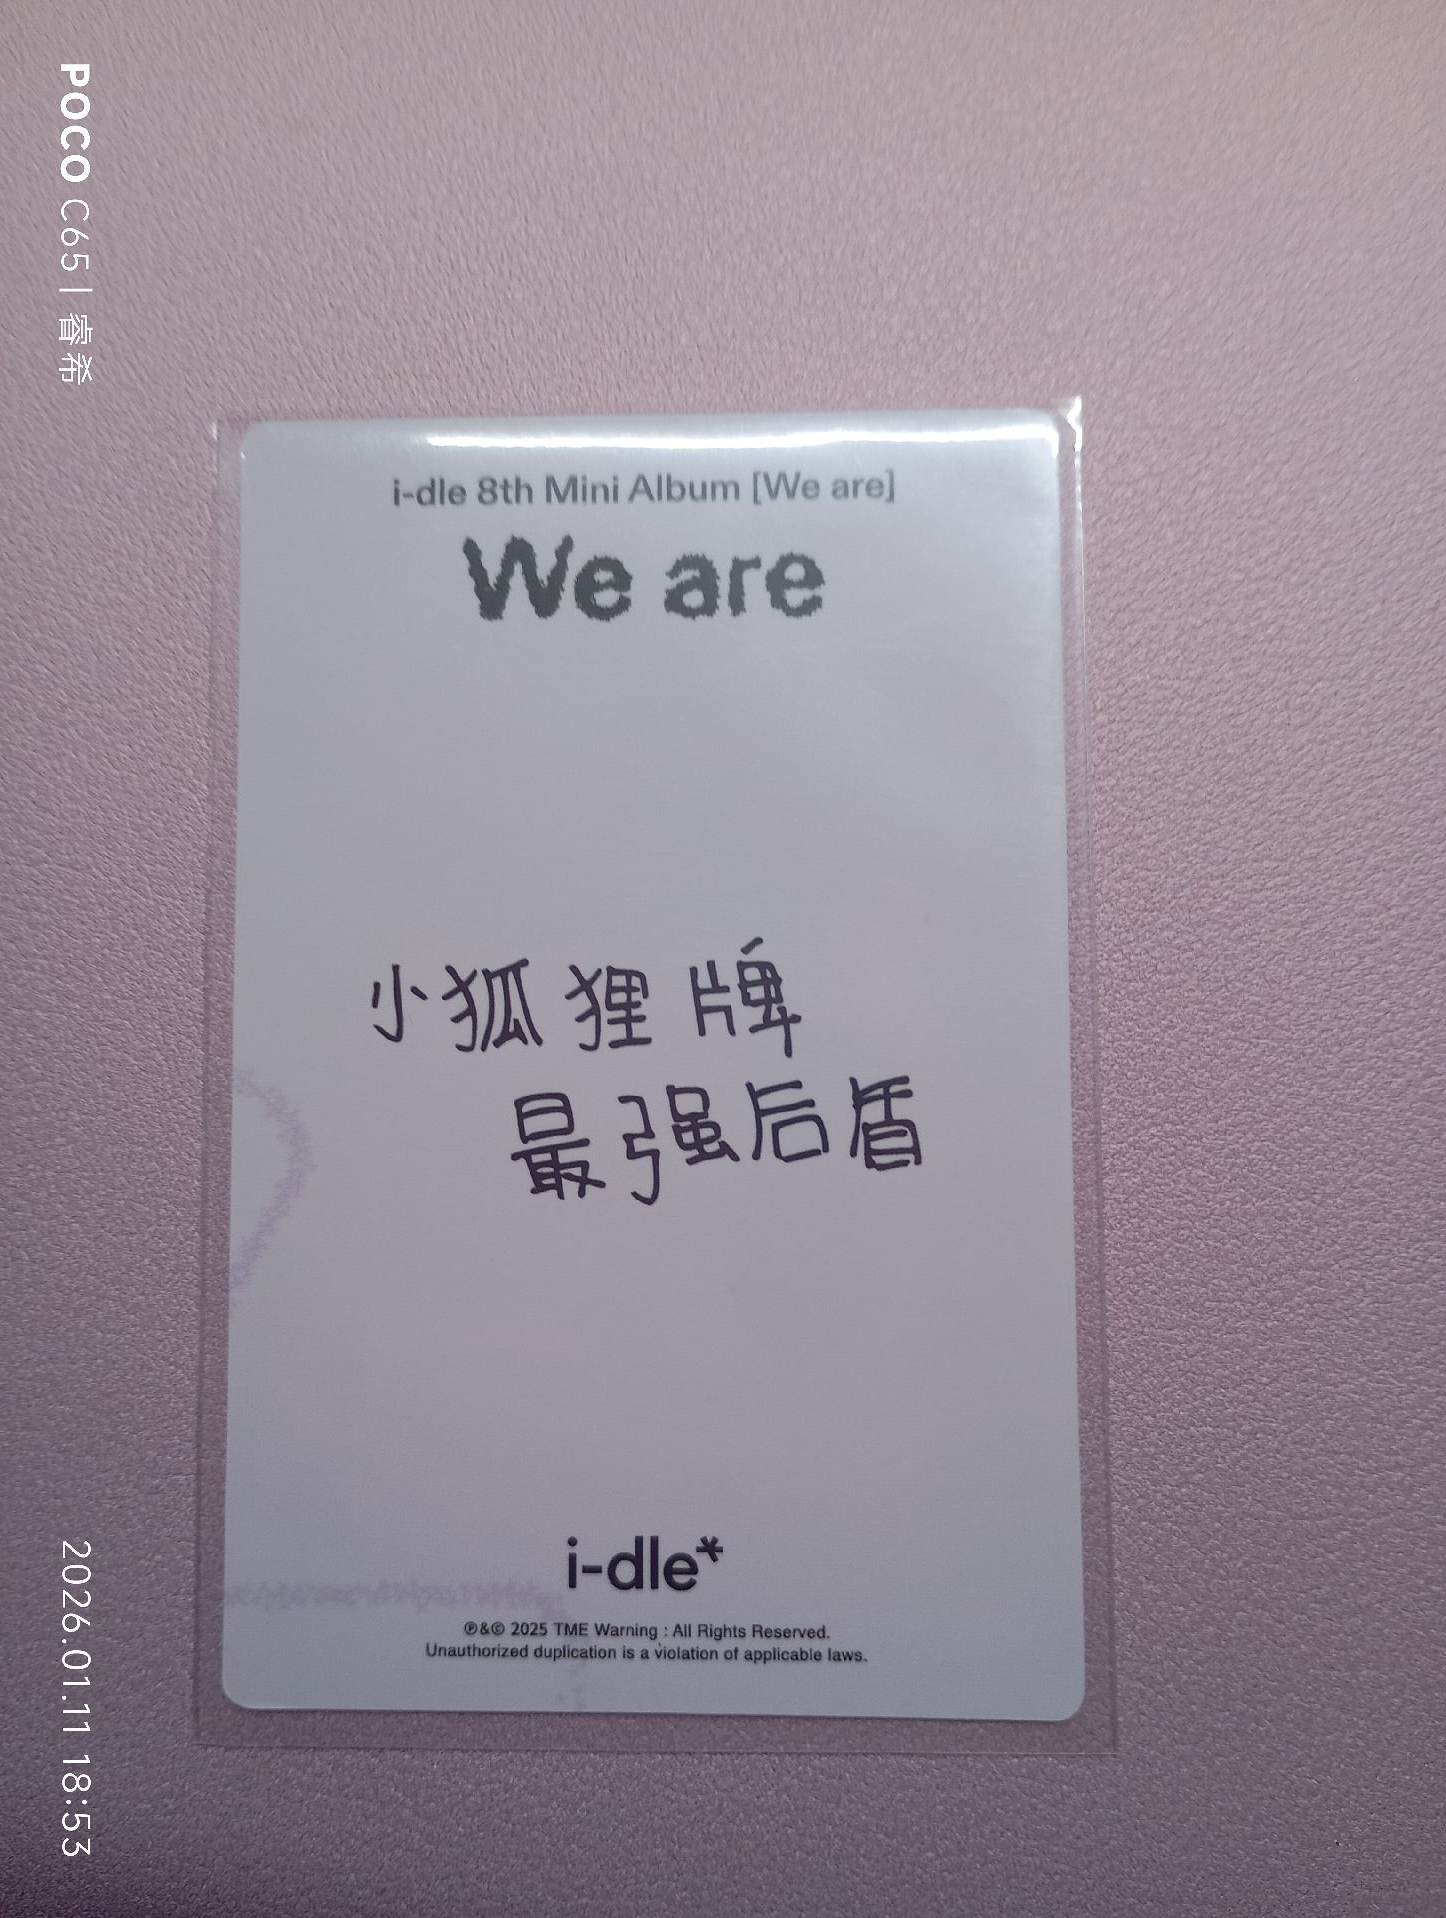 POCO C65 | 睿希
i-dle 8th Mini Album [We are]
We are
小狐狸牌
最强后盾
i-dle*
℗&© 2025 TME Warning : All Rights Reserved.
Unauthorized duplication is a violation of applicable laws.
2026.01.11 18:53